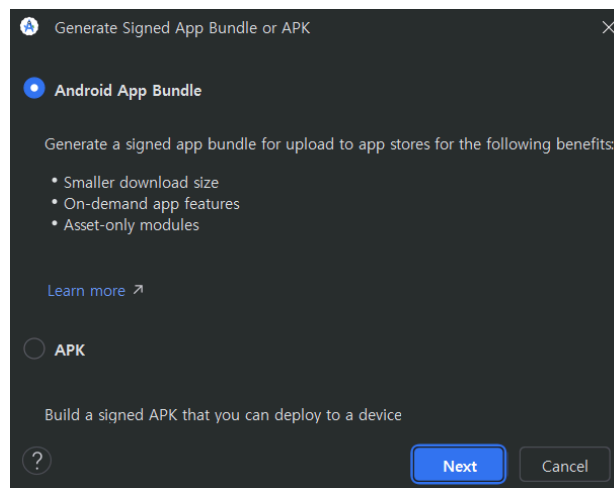 Generate Signed App Bundle or APK
Android App Bundle
Generate a signed app bundle for upload to app stores for the following benefits:
• Smaller download size
• On-demand app features
• Asset-only modules
Learn more ↗
APK
Build a signed APK that you can deploy to a device
?
Next
Cancel